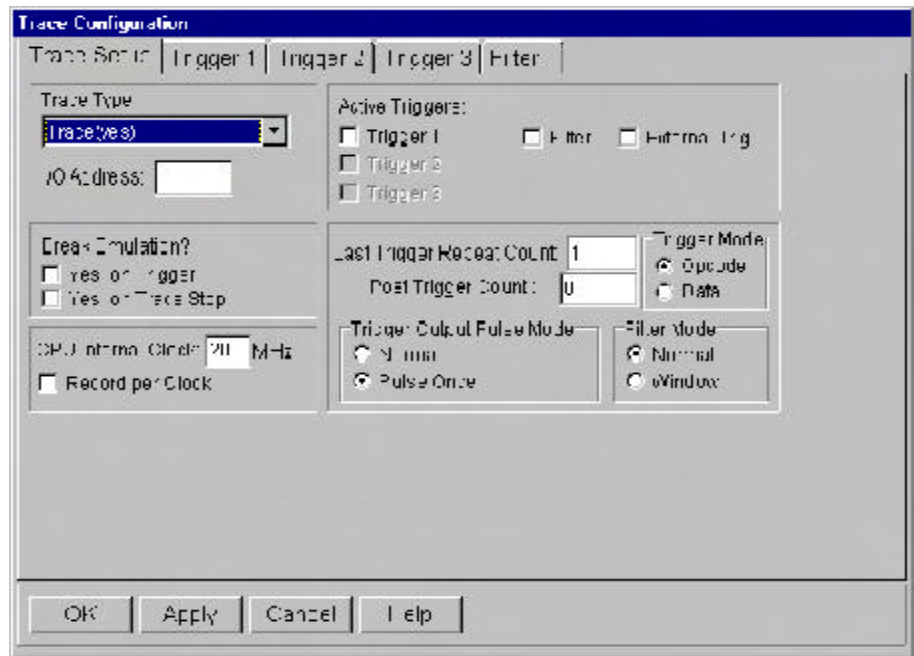 Trace Configuration
Trace Setup Trigger 1 Trigger 2 Trigger 3 Filter
Trace Type
Trace(yes)
I/O Address:
Active Triggers:
Trigger 1 Filter External Trig
Trigger 2
Trigger 3
Break Emulation?
Yes, on Trigger
Yes, on Trace Stop
Last Trigger Repeat Count: 1
Post Trigger Count: 0
Trigger Mode
Opcode
Data
CPU Internal Clock: 20 MHz
Record per Clock
Trigger Output Pulse Mode
Normal
Pulse Once
Filter Mode
Normal
Window
OK Apply Cancel Help